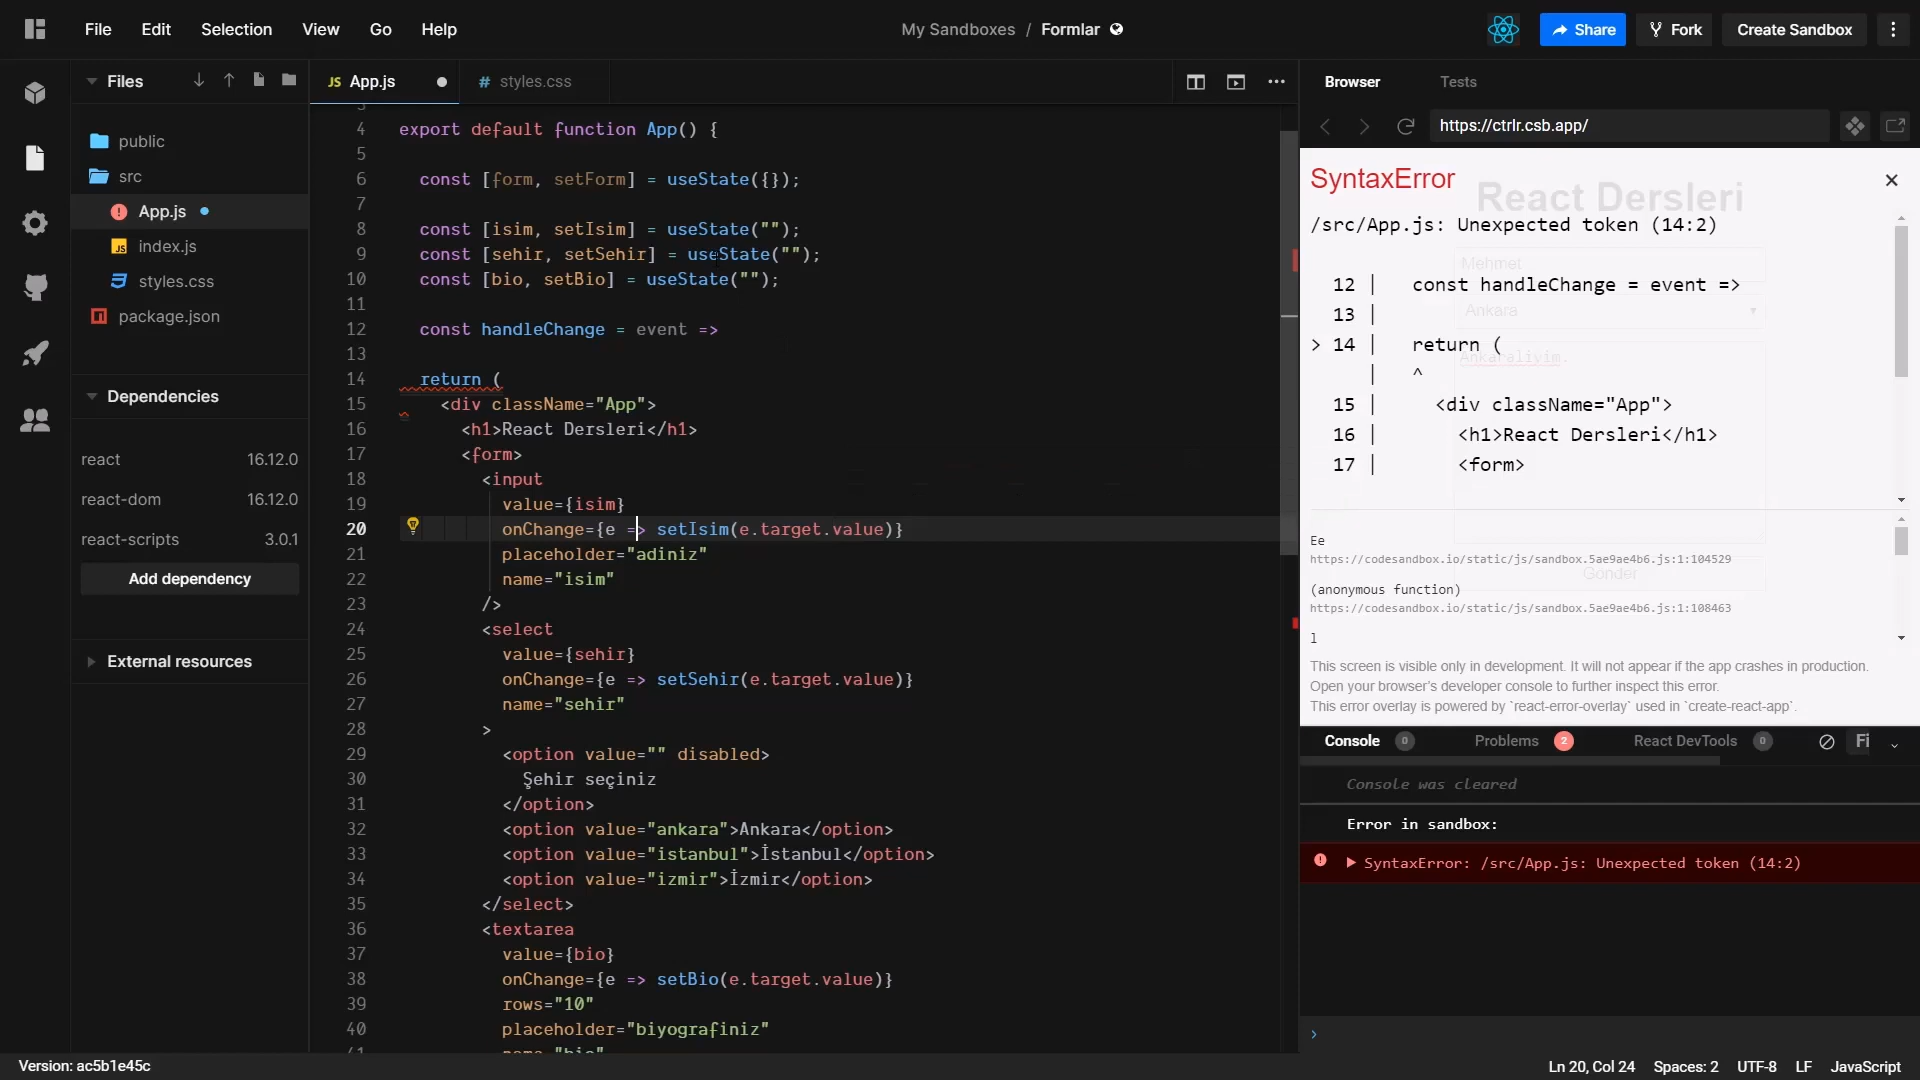 File Edit Selection View Go Help
My Sandboxes / Formlar
Share Fork Create Sandbox
Files
public
src
App.js
JS index.js
styles.css
package.json
Dependencies
react 16.12.0
react-dom 16.12.0
react-scripts 3.0.1
Add dependency
External resources
JS App.js
# styles.css
4 export default function App() {
5
6 const [form, setForm] = useState({});
7
8 const [isim, setIsim] = useState("");
9 const [sehir, setSehir] = useState("");
10 const [bio, setBio] = useState("");
11
12 const handleChange = event =>
13
14 return (
15 <div className="App">
16 <h1>React Dersleri</h1>
17 <form>
18 <input
19 value={isim}
20 onChange={e => setIsim(e.target.value)}
21 placeholder="adiniz"
22 name="isim"
23 />
24 <select
25 value={sehir}
26 onChange={e => setSehir(e.target.value)}
27 name="sehir"
28 >
29 <option value="" disabled>
30 Şehir seçiniz
31 </option>
32 <option value="ankara">Ankara</option>
33 <option value="istanbul">İstanbul</option>
34 <option value="izmir">İzmir</option>
35 </select>
36 <textarea
37 value={bio}
38 onChange={e => setBio(e.target.value)}
39 rows="10"
40 placeholder="biyografiniz"
Browser Tests
https://ctrlr.csb.app/
SyntaxError
React Dersleri
/src/App.js: Unexpected token (14:2)
Mehmet
12 | const handleChange = event =>
Ankara
13 |
> 14 | return (
Ankaraliyim.
| ^
15 | <div className="App">
16 | <h1>React Dersleri</h1>
17 | <form>
Ee
https://codesandbox.io/static/js/sandbox.5ae9ae4b6.js:1:104529
Gönder
(anonymous function)
https://codesandbox.io/static/js/sandbox.5ae9ae4b6.js:1:108463
l
This screen is visible only in development. It will not appear if the app crashes in production.
Open your browser's developer console to further inspect this error.
This error overlay is powered by `react-error-overlay` used in `create-react-app`.
Console 0 Problems 2 React DevTools 0 Fi
Console was cleared
Error in sandbox:
SyntaxError: /src/App.js: Unexpected token (14:2)
Version: ac5b1e45c
Ln 20, Col 24 Spaces: 2 UTF-8 LF JavaScript